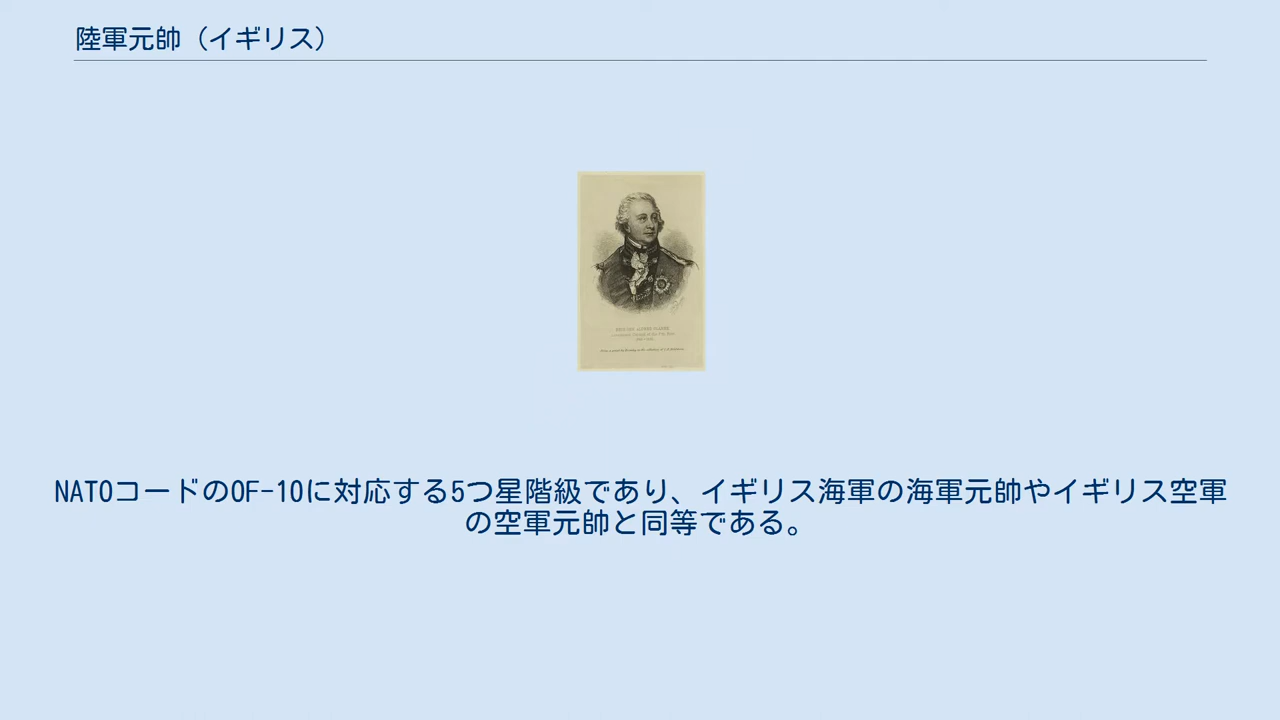 陸軍元帥（イギリス）
NATOコードのOF-10に対応する5つ星階級であり、イギリス海軍の海軍元帥やイギリス空軍
の空軍元帥と同等である。